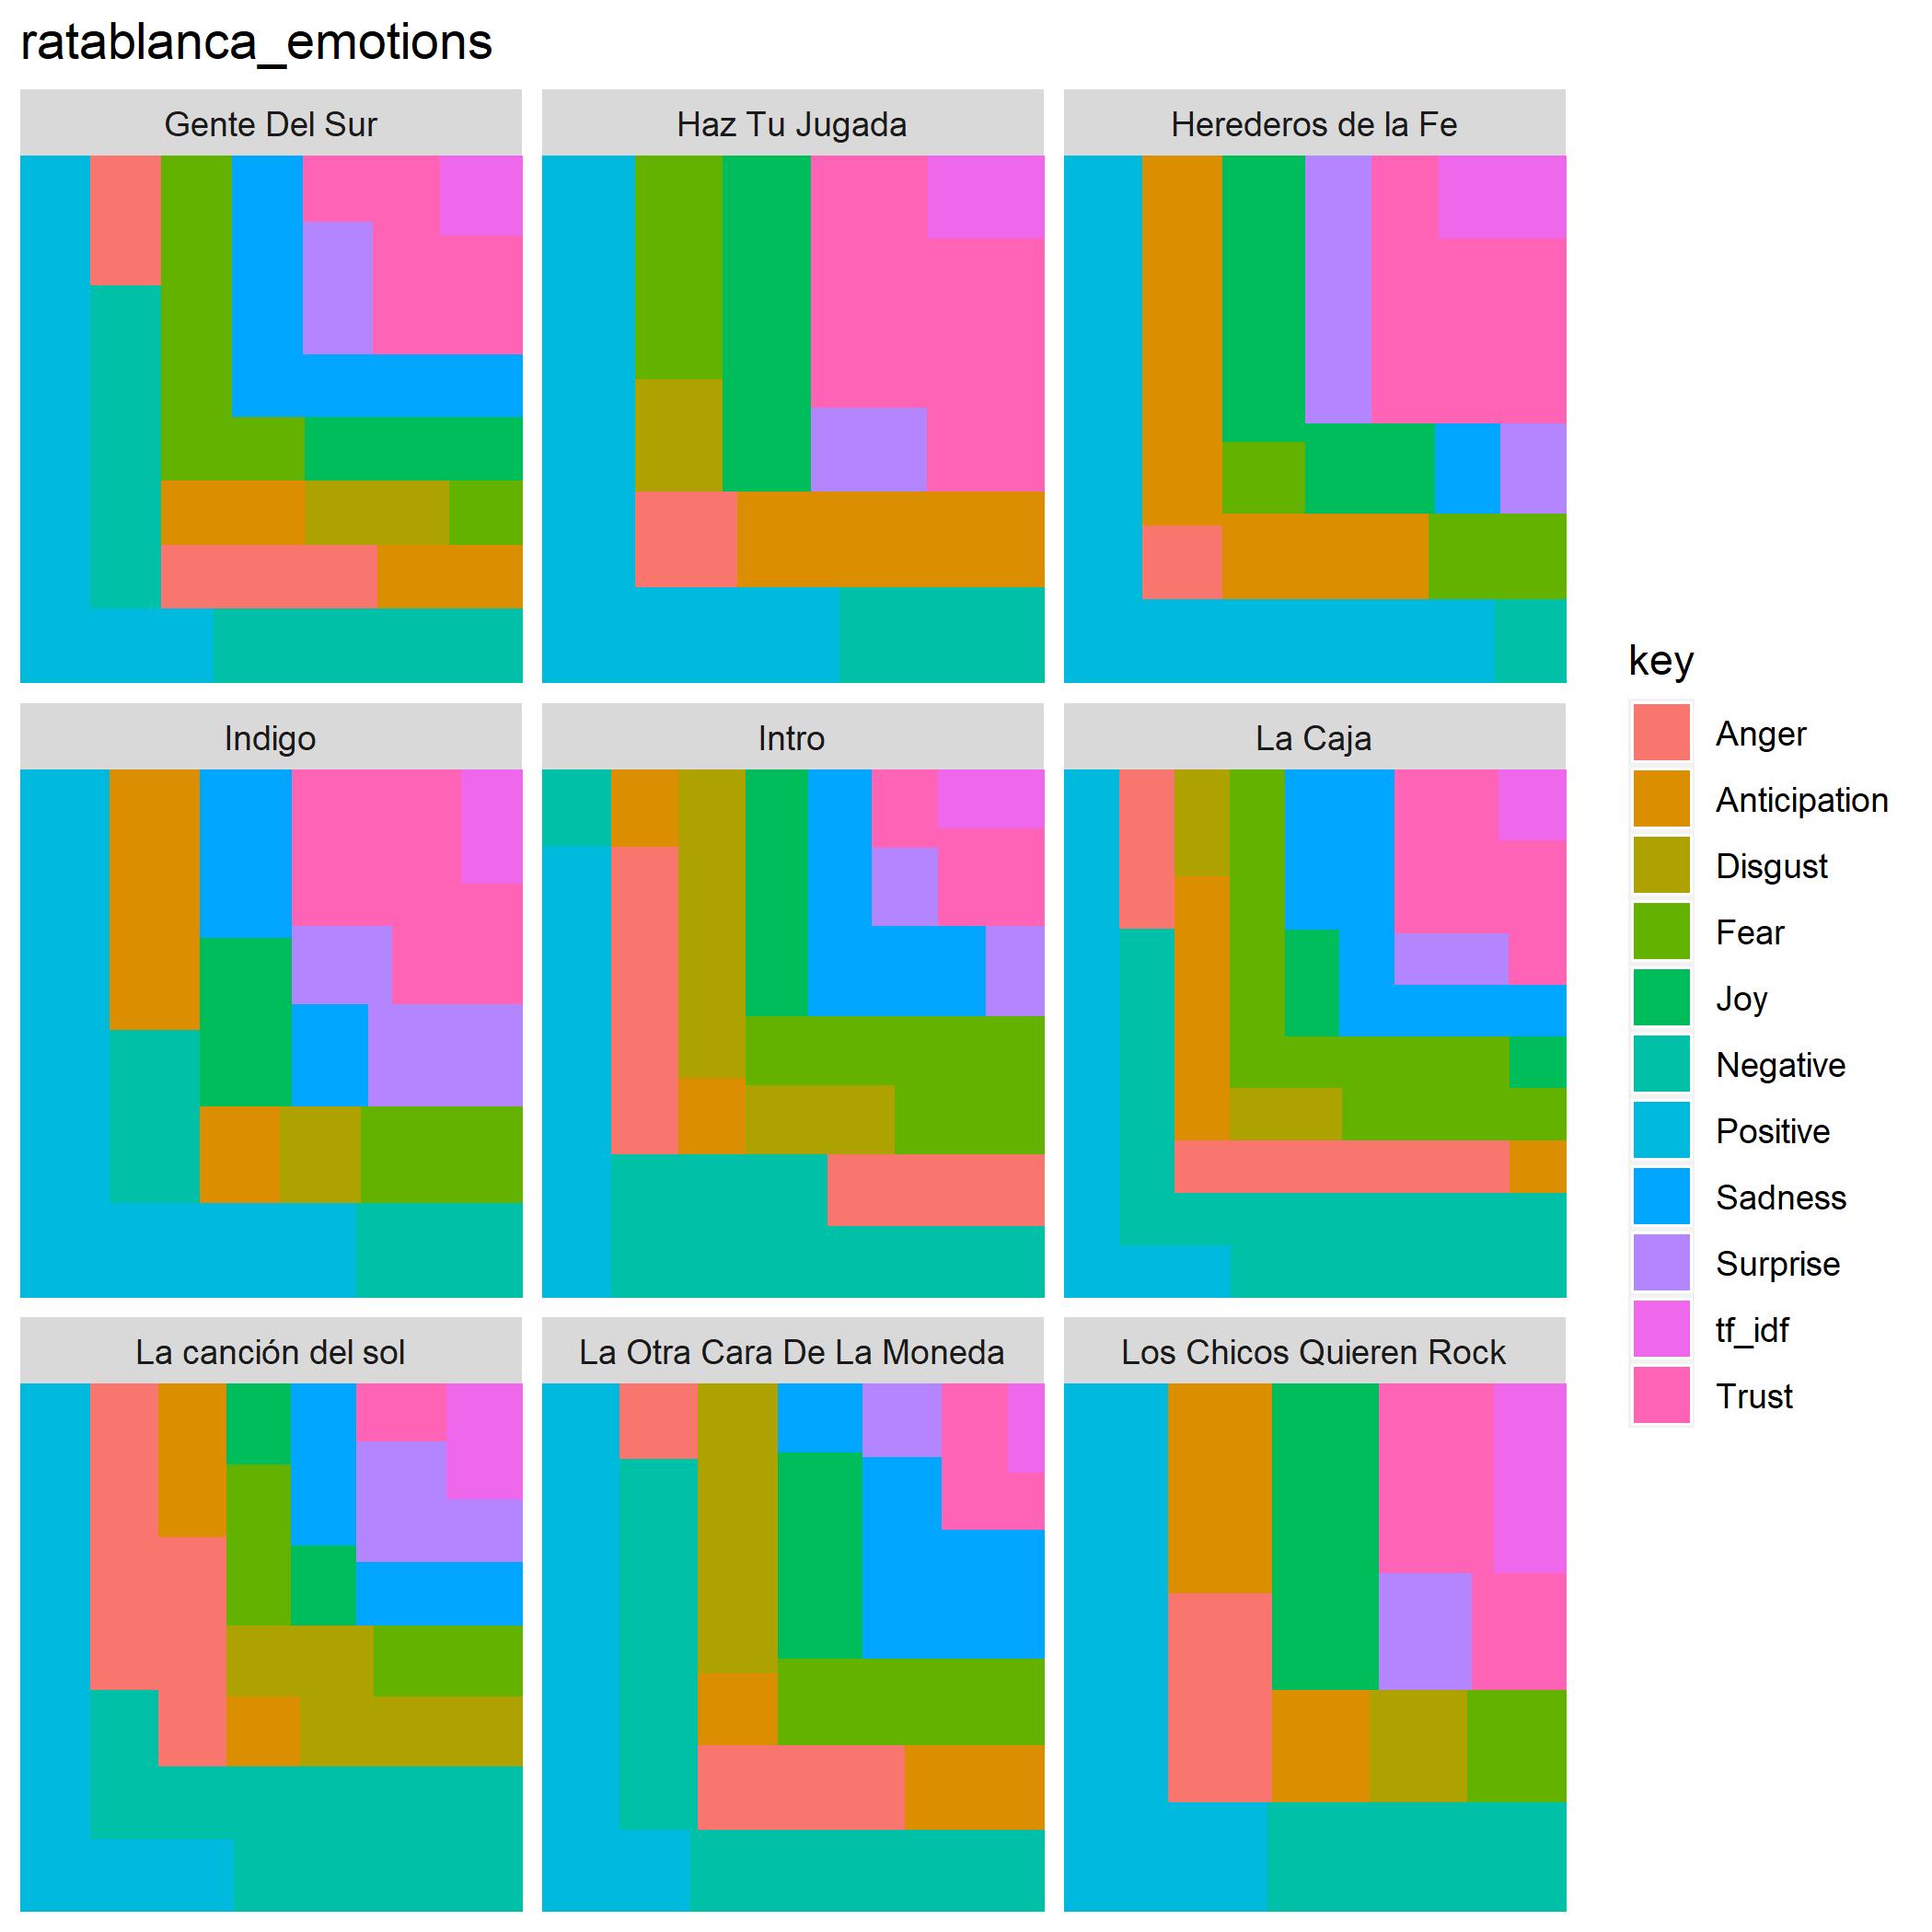 ratablanca_emotions
Gente Del Sur
Haz Tu Jugada
Herederos de la Fe
Indigo
Intro
La Caja
La canción del sol
La Otra Cara De La Moneda
Los Chicos Quieren Rock
key
Anger
Anticipation
Disgust
Fear
Joy
Negative
Positive
Sadness
Surprise
tf_idf
Trust